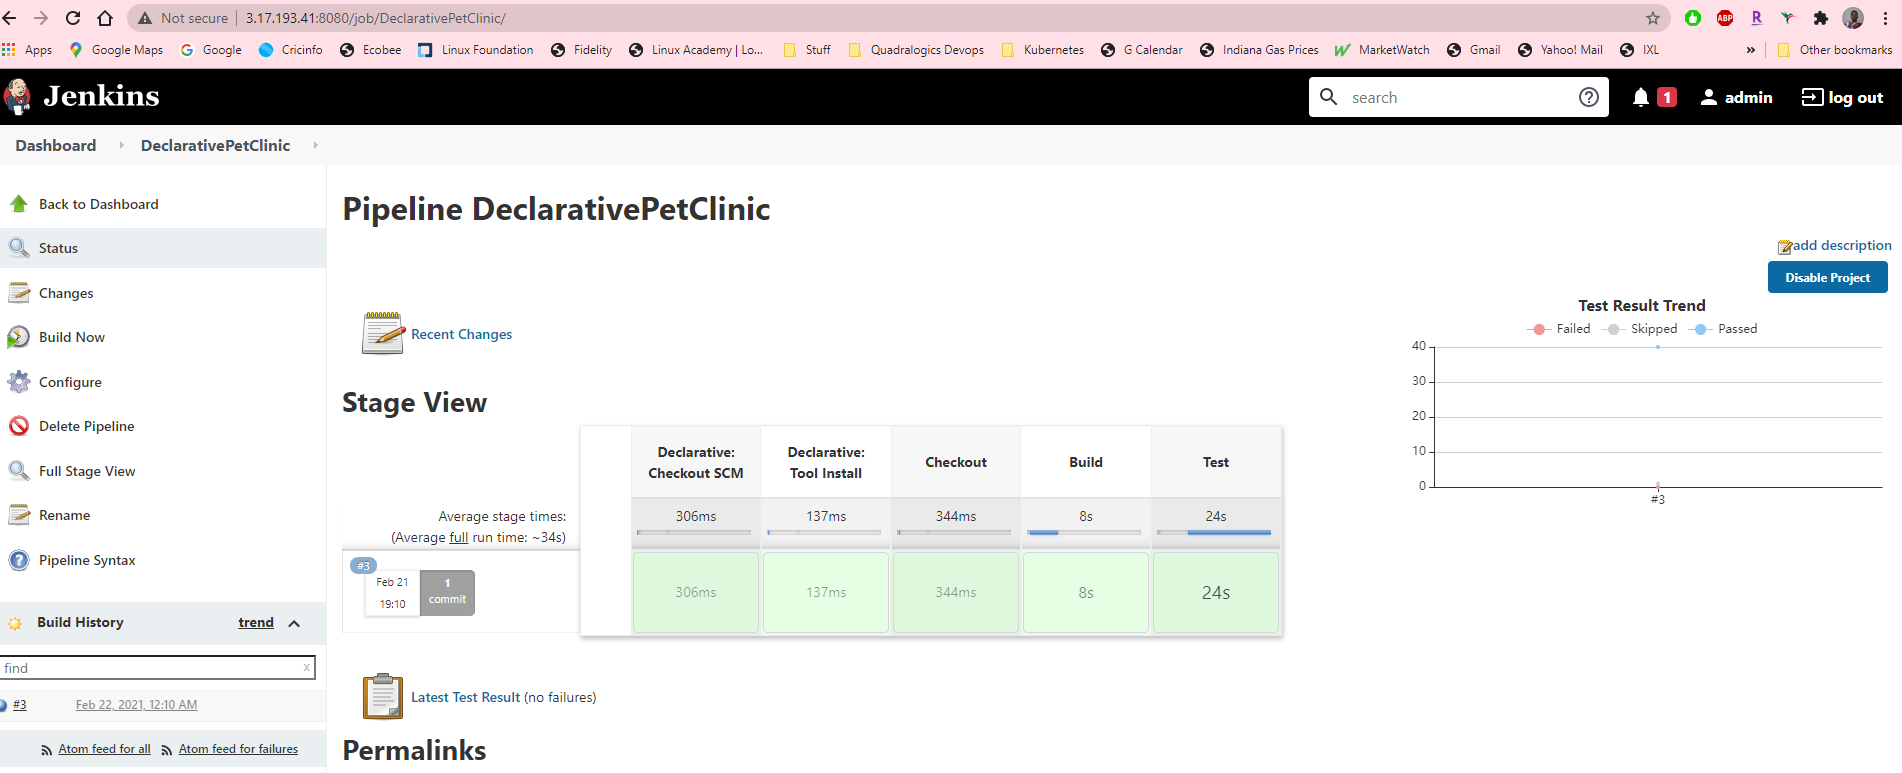 Not secure | 3.17.193.41:8080/job/DeclarativePetClinic/
ABP
R
Apps Google Maps Google Cricinfo Ecobee Linux Foundation Fidelity Linux Academy | Lo... Stuff Quadralogics Devops Kubernetes G Calendar Indiana Gas Prices MarketWatch Gmail Yahoo! Mail IXL » Other bookmarks
Jenkins
search
1
admin
log out
Dashboard
DeclarativePetClinic
Back to Dashboard
Status
Changes
Build Now
Configure
Delete Pipeline
Full Stage View
Rename
Pipeline Syntax
Build History
trend
find
x
#3
Feb 22, 2021, 12:10 AM
Atom feed for all
Atom feed for failures
Pipeline DeclarativePetClinic
add description
Disable Project
Recent Changes
Test Result Trend
Failed Skipped Passed
40
30
20
10
0
#3
Stage View
Declarative:
Checkout SCM
Declarative:
Tool Install
Checkout
Build
Test
Average stage times:
(Average full run time: ~34s)
306ms
137ms
344ms
8s
24s
#3
Feb 21
19:10
1
commit
306ms
137ms
344ms
8s
24s
Latest Test Result (no failures)
Permalinks